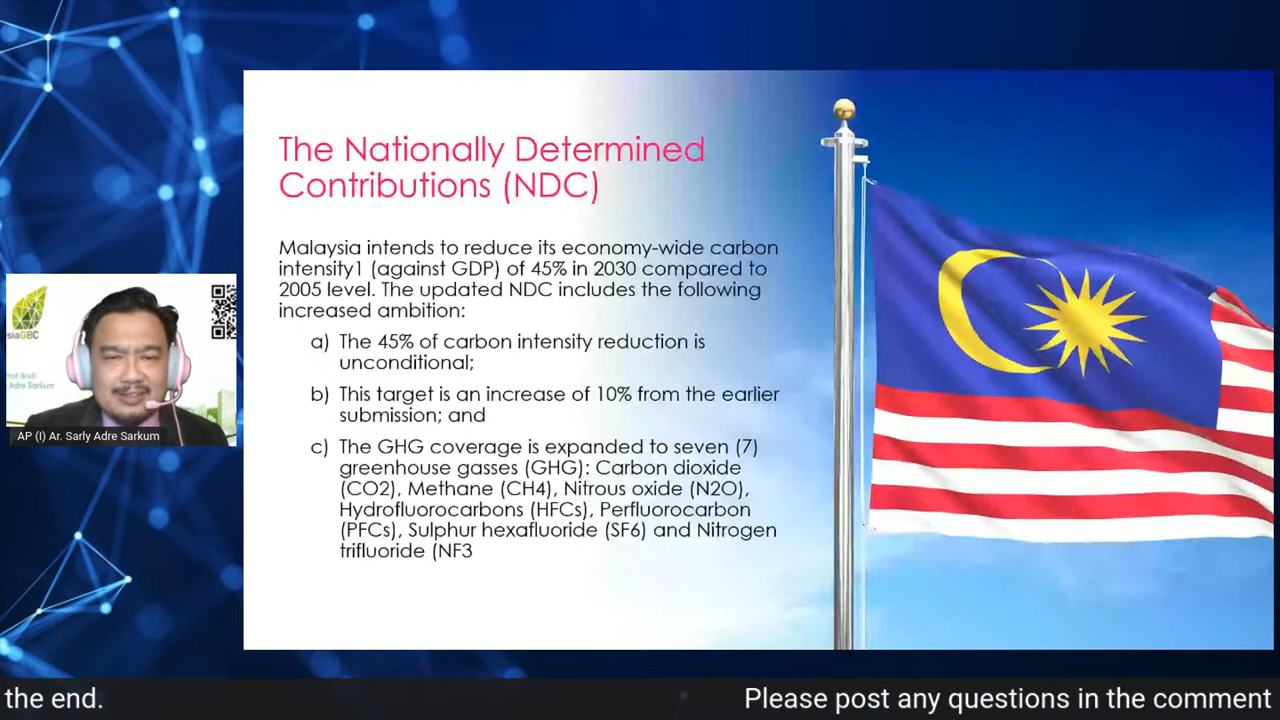 The Nationally Determined
Contributions (NDC)
Malaysia intends to reduce its economy-wide carbon
intensity1 (against GDP) of 45% in 2030 compared to
2005 level. The updated NDC includes the following
increased ambition:
a) The 45% of carbon intensity reduction is
unconditional;
b) This target is an increase of 10% from the earlier
submission; and
c) The GHG coverage is expanded to seven (7)
greenhouse gasses (GHG): Carbon dioxide
(CO2), Methane (CH4), Nitrous oxide (N2O),
Hydrofluorocarbons (HFCs), Perfluorocarbon
(PFCs), Sulphur hexafluoride (SF6) and Nitrogen
trifluoride (NF3
siaGBC
Adre Sarkum
AP (I) Ar. Sarly Adre Sarkum
the end.
Please post any questions in the comment